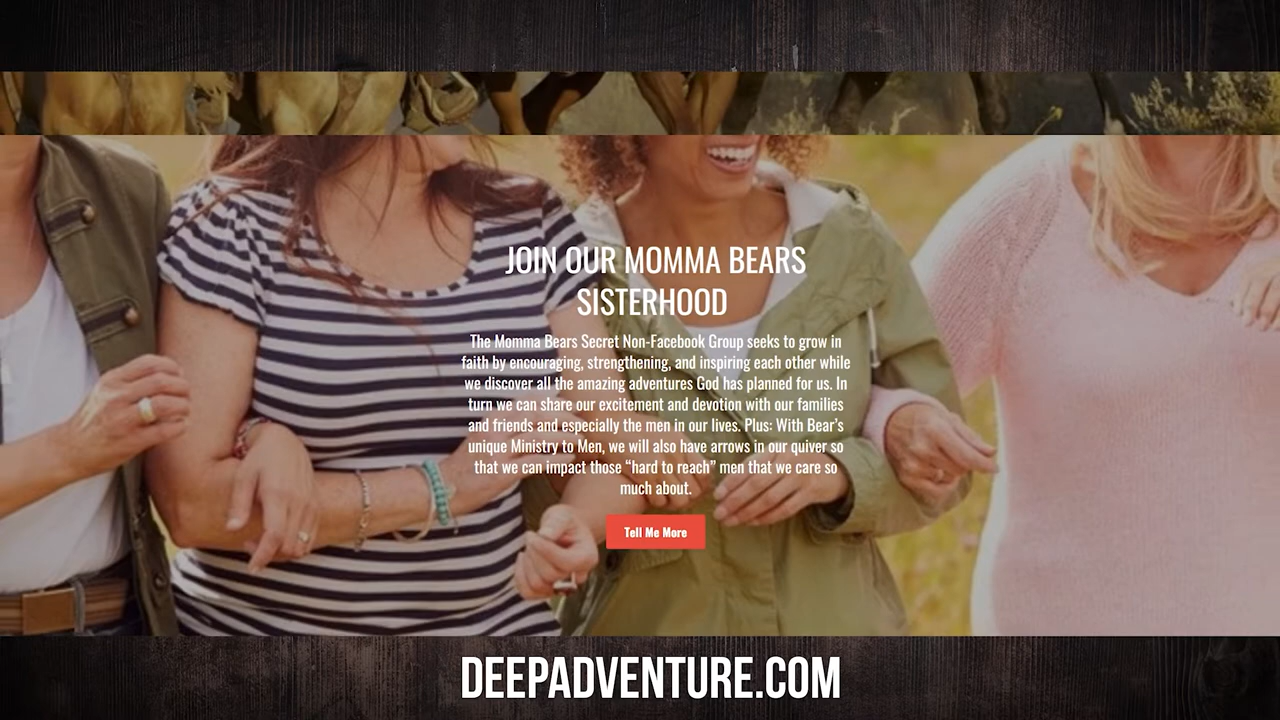 JOIN OUR MOMMA BEARS
SISTERHOOD
The Momma Bears Secret Non-Facebook Group seeks to grow in
faith by encouraging, strengthening, and inspiring each other while
we discover all the amazing adventures God has planned for us. In
turn we can share our excitement and devotion with our families
and friends and especially the men in our lives. Plus: With Bear’s
unique Ministry to Men, we will also have arrows in our quiver so
that we can impact those “hard to reach” men that we care so
much about.
Tell Me More
DEEPADVENTURE.COM